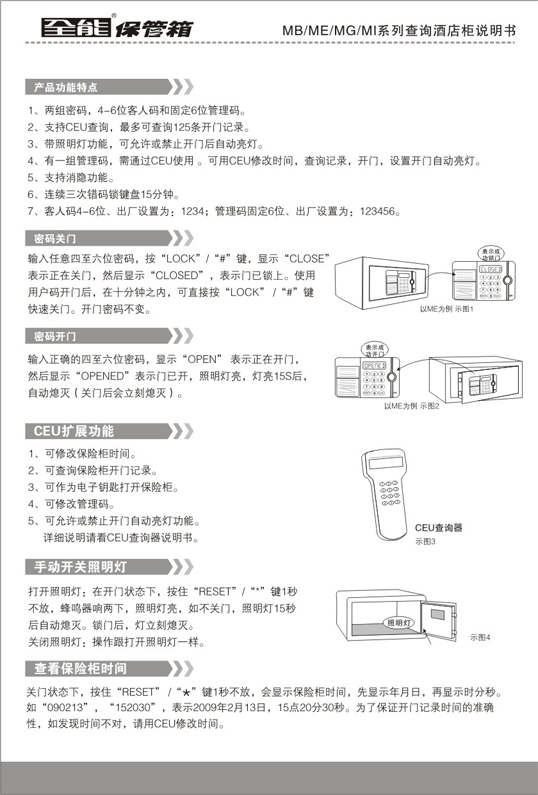 全能® 保管箱
MB/ME/MG/MI系列查询酒店柜说明书
产品功能特点
1、两组密码，4-6位客人码和固定6位管理码。
2、支持CEU查询，最多可查询125条开门记录。
3、带照明灯功能，可允许或禁止开门后自动亮灯。
4、有一组管理码，需通过CEU使用 。可用CEU修改时间，查询记录，开门，设置开门自动亮灯。
5、支持消隐功能。
6、连续三次错码锁键盘15分钟。
7、客人码4-6位、出厂设置为：1234；管理码固定6位、出厂设置为：123456。
密码关门
输入任意四至六位密码，按“LOCK”/“#”键，显示“CLOSE”
表示正在关门，然后显示“CLOSED”，表示门已锁上。使用
用户码开门后，在十分钟之内，可直接按“LOCK” /“#”键
快速关门。开门密码不变。
表示成
功锁门
CLOSED
以ME为例 示图1
密码开门
输入正确的四至六位密码，显示“OPEN” 表示正在开门，
然后显示“OPENED”表示门已开，照明灯亮，灯亮15S后，
自动熄灭（关门后会立刻熄灭）。
表示成
功开门
OPENED
以ME为例 示图2
CEU扩展功能
1、可修改保险柜时间。
2、可查询保险柜开门记录。
3、可作为电子钥匙打开保险柜。
4、可修改管理码。
5、可允许或禁止开门自动亮灯功能。
详细说明请看CEU查询器说明书。
CEU查询器
示图3
手动开关照明灯
打开照明灯：在开门状态下，按住“RESET”/“*”键1秒
不放，蜂鸣器响两下，照明灯亮，如不关门，照明灯15秒
后自动熄灭。锁门后，灯立刻熄灭。
关闭照明灯：操作跟打开照明灯一样。
照明灯
示图4
查看保险柜时间
关门状态下，按住“RESET” /“*”键1秒不放，会显示保险柜时间，先显示年月日，再显示时分秒。
如“090213”，“152030”，表示2009年2月13日，15点20分30秒。为了保证开门记录时间的准确
性，如发现时间不对，请用CEU修改时间。